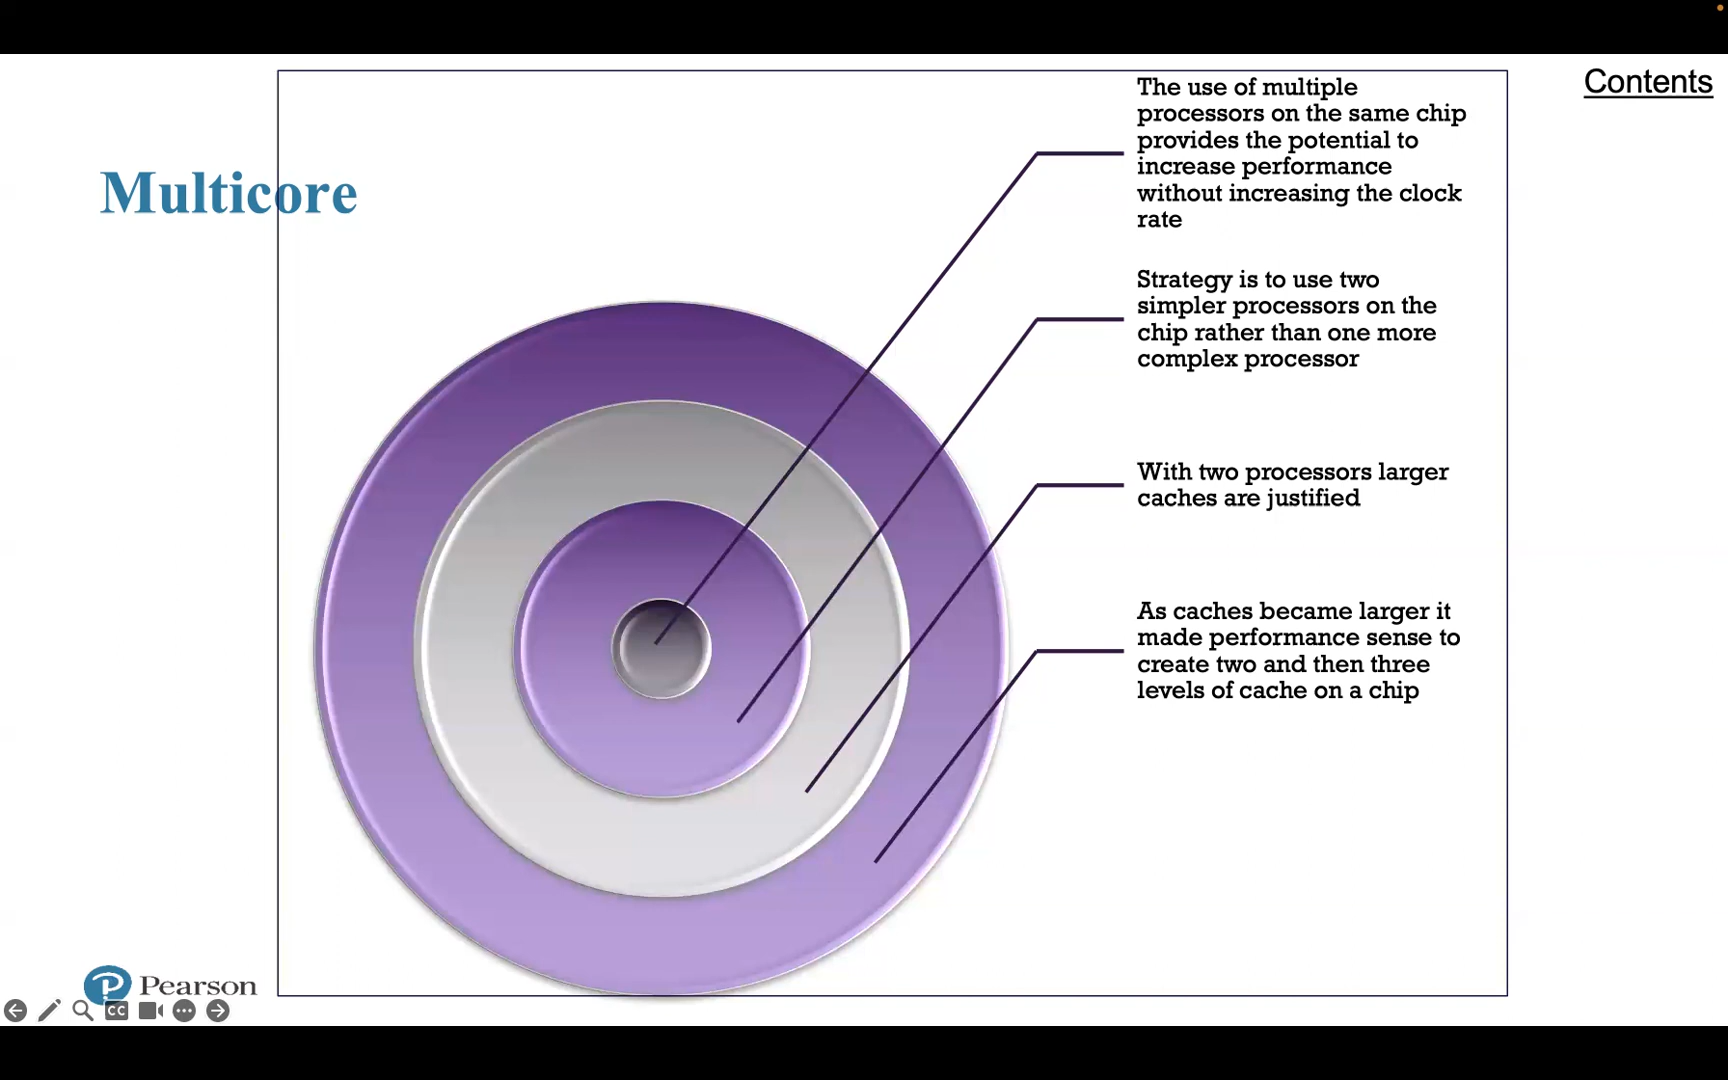 Contents
Multicore
The use of multiple
processors on the same chip
provides the potential to
increase performance
without increasing the clock
rate
Strategy is to use two
simpler processors on the
chip rather than one more
complex processor
With two processors larger
caches are justified
As caches became larger it
made performance sense to
create two and then three
levels of cache on a chip
P Pearson
CC